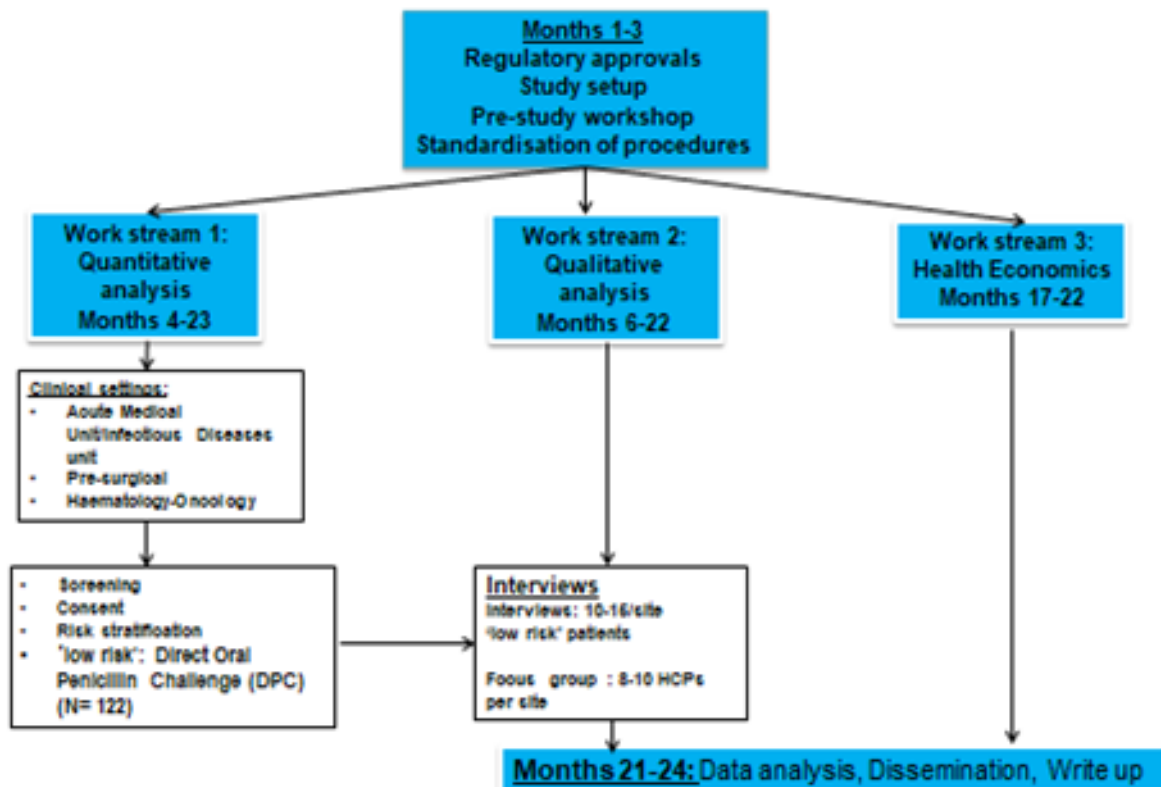 Months 1-3
Regulatory approvals
Study setup
Pre-study workshop
Standardisation of procedures
Work stream 1:
Quantitative
analysis
Months 4-23
Work stream 2:
Qualitative
analysis
Months 6-22
Work stream 3:
Health Economics
Months 17-22
Clinical settings:
• Acute Medical
Unit/Infectious Diseases
unit
• Pre-surgical
• Haematology-Oncology
• Screening
• Consent
• Risk stratification
• "low risk": Direct Oral
Penicillin Challenge (DPC)
(N= 122)
Interviews
Interviews: 10-15/site
"low risk" patients
Focus group : 8-10 HCPs
per site
Months 21-24: Data analysis, Dissemination, Write up